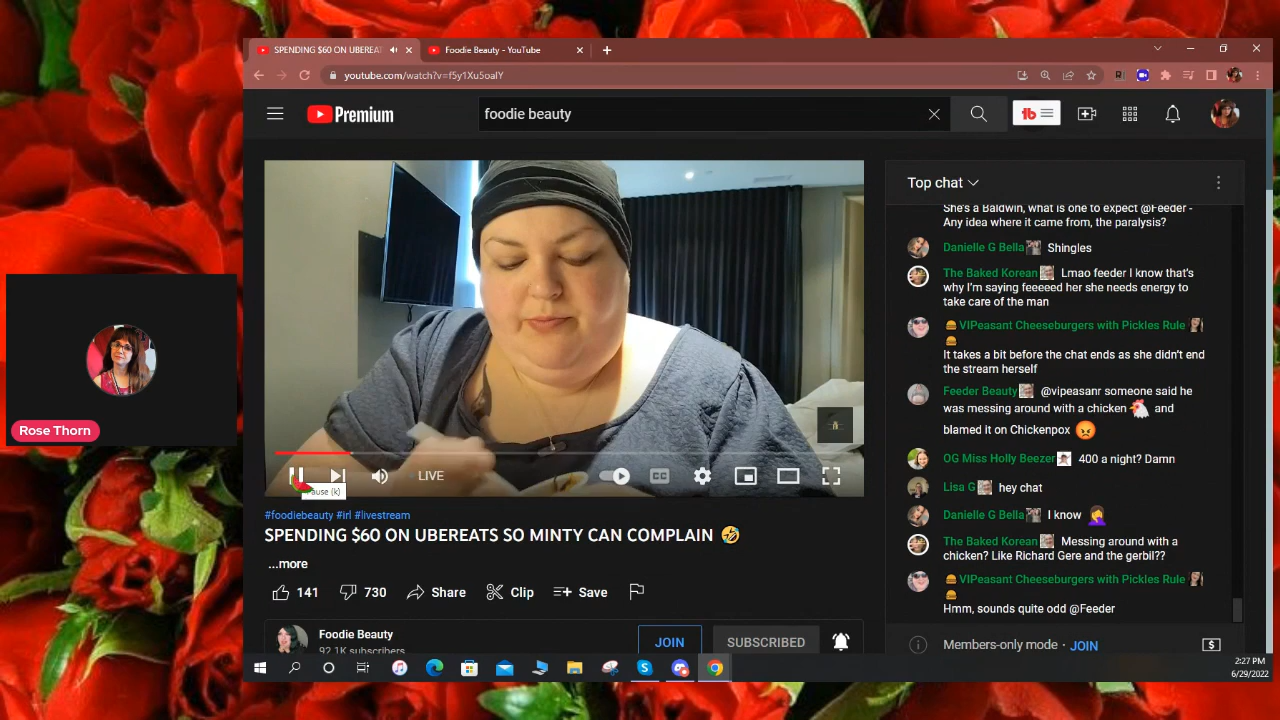 SPENDING $60 ON UBEREAT
Foodie Beauty - YouTube
youtube.com/watch?v=f5y1Xu5oalY
Premium
foodie beauty
Top chat
She's a Baldwin, what is one to expect @Feeder -
Any idea where it came from, the paralysis?
Danielle G Bella Shingles
The Baked Korean Lmao feeder I know that's
why I'm saying feeeeed her she needs energy to
take care of the man
VIPeasant Cheeseburgers with Pickles Rule
It takes a bit before the chat ends as she didn't end
the stream herself
Feeder Beauty @vipeasanr someone said he
was messing around with a chicken and
blamed it on Chickenpox
OG Miss Holly Beezer 400 a night? Damn
Lisa G hey chat
Danielle G Bella I know
The Baked Korean Messing around with a
chicken? Like Richard Gere and the gerbil??
VIPeasant Cheeseburgers with Pickles Rule
Hmm, sounds quite odd @Feeder
Members-only mode - JOIN
Rose Thorn
LIVE
CC
Pause (k)
#foodiebeauty #irl #livestream
SPENDING $60 ON UBEREATS SO MINTY CAN COMPLAIN 🤣
...more
141
730
Share
Clip
Save
Foodie Beauty
92.1K subscribers
JOIN
SUBSCRIBED
2:27 PM
6/29/2022